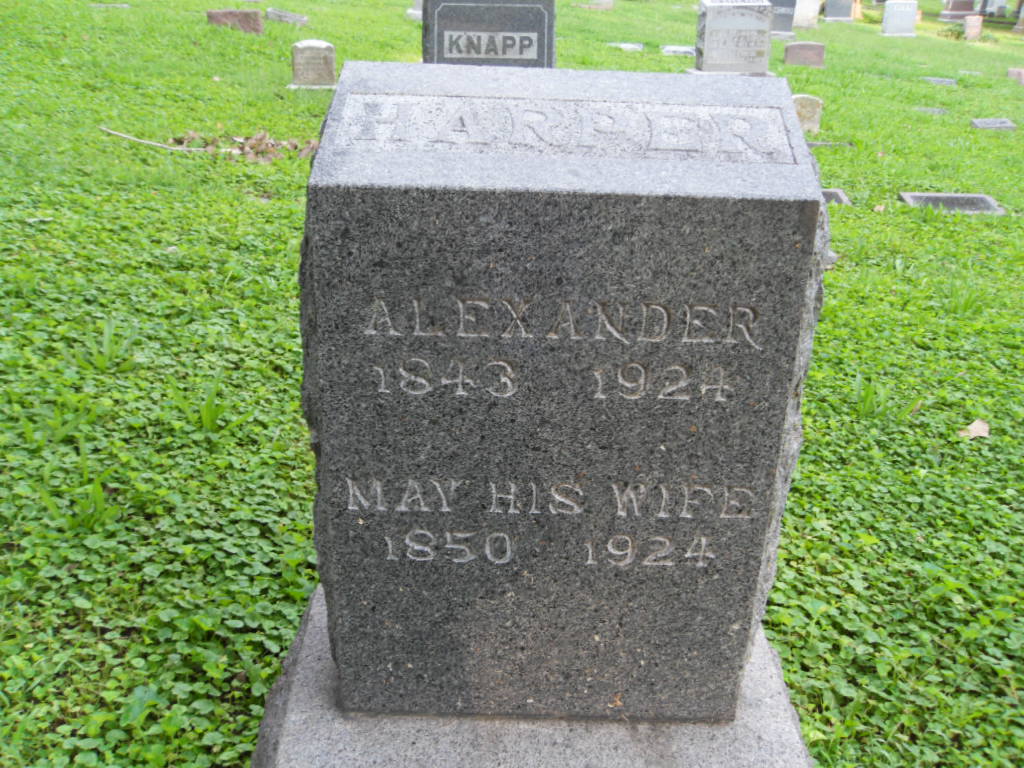 KNAPP
HARPER
ALEXANDER
1843 1924
MAY HIS WIFE
1850 1924